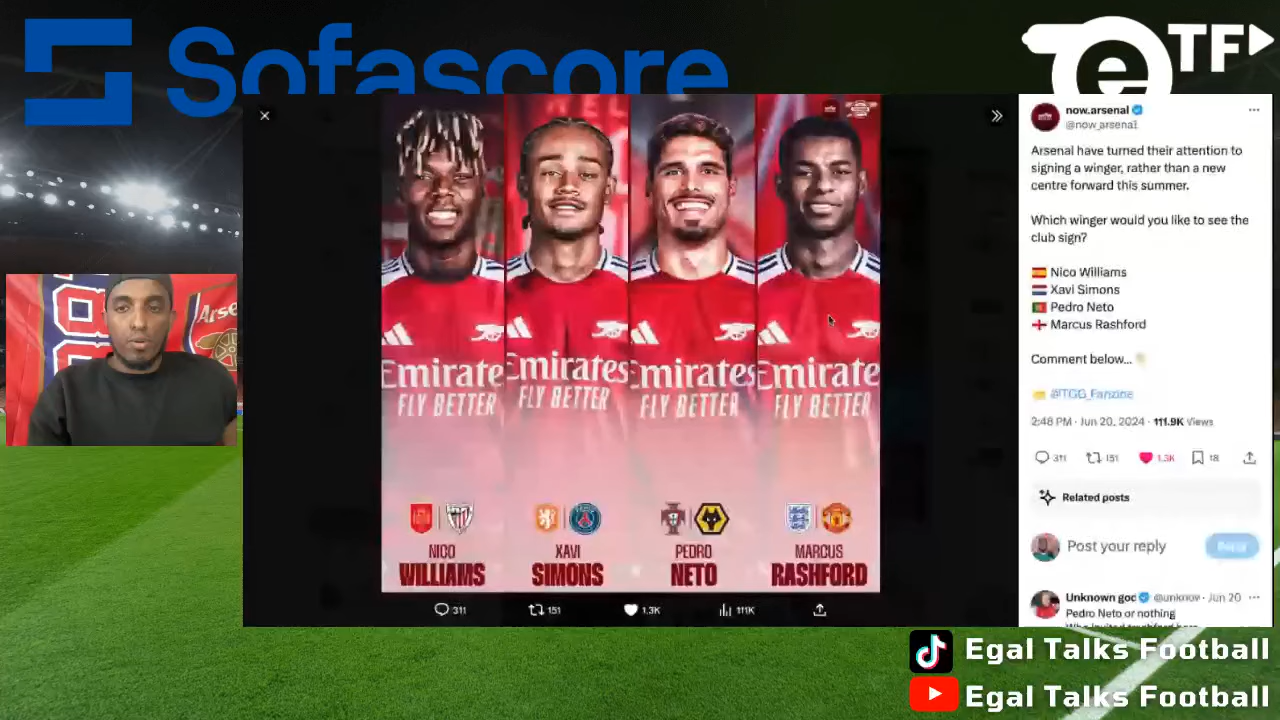 Sofascore
e
TF
now.arsenal
@now_arsenal
Arsenal have turned their attention to
signing a winger, rather than a new
centre forward this summer.
Which winger would you like to see the
club sign?
Nico Williams
Xavi Simons
Pedro Neto
Marcus Rashford
Comment below...
@TGG_Fanzine
2:48 PM · Jun 20, 2024 · 111.9K Views
311 151 1.3K 18
Related posts
Post your reply
Unknown god @unknow · Jun 20
Pedro Neto or nothing
Arse
Emirate Emirates Emirates Emirate
FLY BETTER FLY BETTER FLY BETTER FLY BETTER
NICO XAVI PEDRO MARCUS
WILLIAMS SIMONS NETO RASHFORD
311 151 1.3K 111K
Egal Talks Football
Egal Talks Football